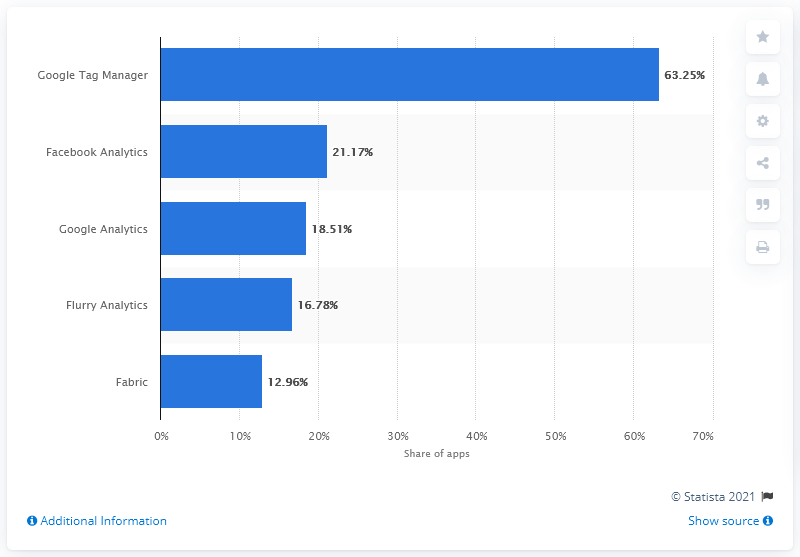 Google Tag Manager
63.25%
Facebook Analytics
21.17%
Google Analytics
18.51%
Flurry Analytics
16.78%
Fabric
12.96%
0% 10% 20% 30% 40% 50% 60% 70%
Share of apps
© Statista 2021
Additional Information
Show source